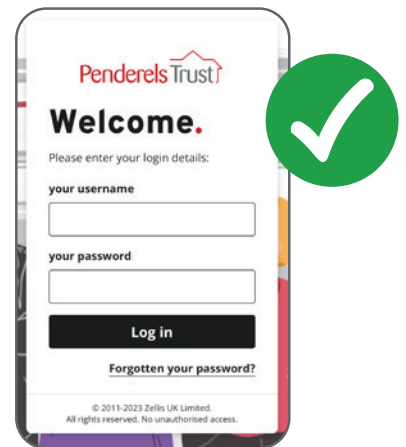 Penderels Trust
Welcome.
Please enter your login details:
your username
your password
Log in
Forgotten your password?
© 2011-2023 Zellis UK Limited.
All rights reserved. No unauthorised access.